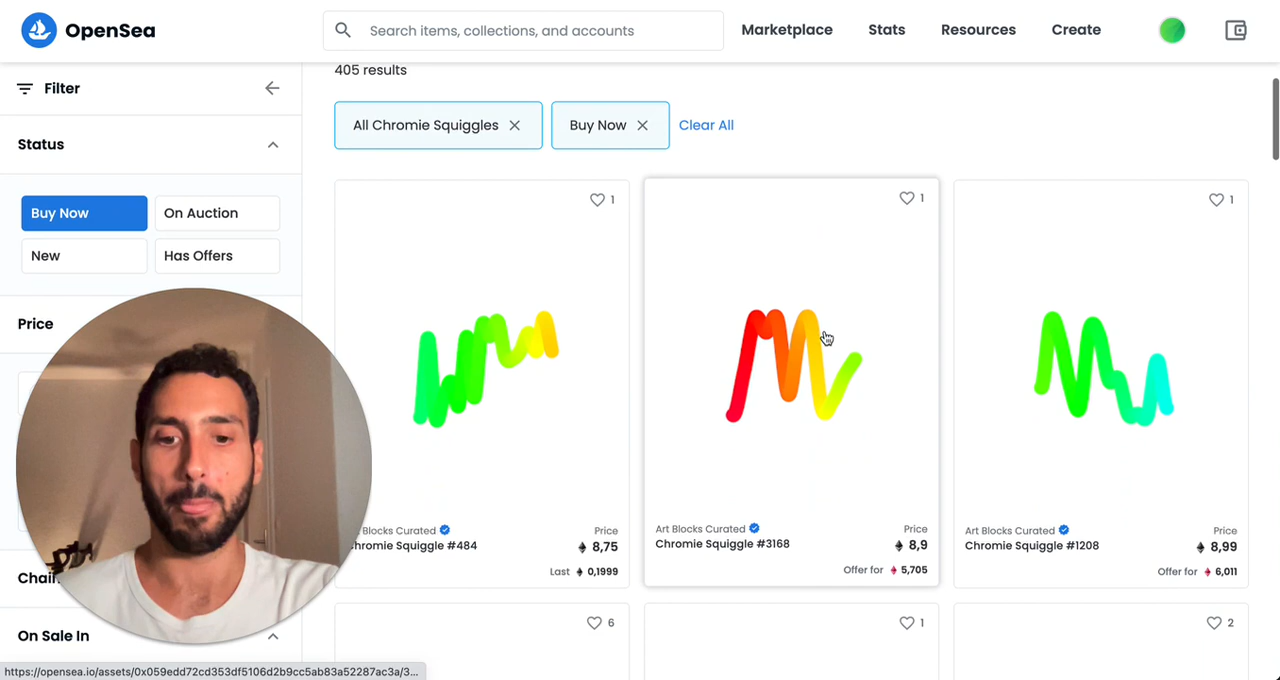 OpenSea
Search items, collections, and accounts
Marketplace
Stats
Resources
Create
405 results
Filter
All Chromie Squiggles
Buy Now
Clear All
Status
Buy Now
On Auction
New
Has Offers
Price
Chain
On Sale In
1
Blocks Curated
Price
hromie Squiggle #484
8,75
Last 0,1999
1
Art Blocks Curated
Price
Chromie Squiggle #3168
8,9
Offer for 5,705
1
Art Blocks Curated
Price
Chromie Squiggle #1208
8,99
Offer for 6,011
6
1
2
https://opensea.io/assets/0x059edd72cd353df5106d2b9cc5ab83a52287ac3a/3...